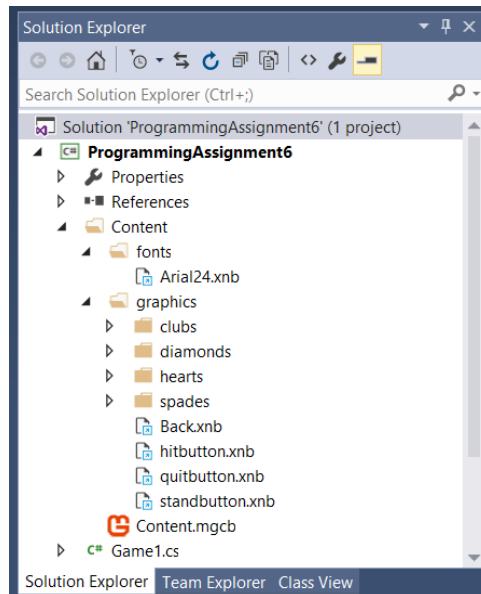 Solution Explorer
Search Solution Explorer (Ctrl+;)
Solution 'ProgrammingAssignment6' (1 project)
C# ProgrammingAssignment6
Properties
References
Content
fonts
Arial24.xnb
graphics
clubs
diamonds
hearts
spades
Back.xnb
hitbutton.xnb
quitbutton.xnb
standbutton.xnb
Content.mgcb
C# Game1.cs
Solution Explorer Team Explorer Class View